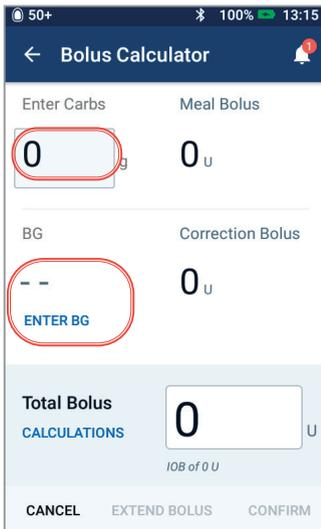 50+ 100% 13:15
← Bolus Calculator 1
Enter Carbs Meal Bolus
0 g 0 U
BG Correction Bolus
-- 0 U
ENTER BG
Total Bolus 0 U
CALCULATIONS
IOB of 0 U
CANCEL EXTEND BOLUS CONFIRM